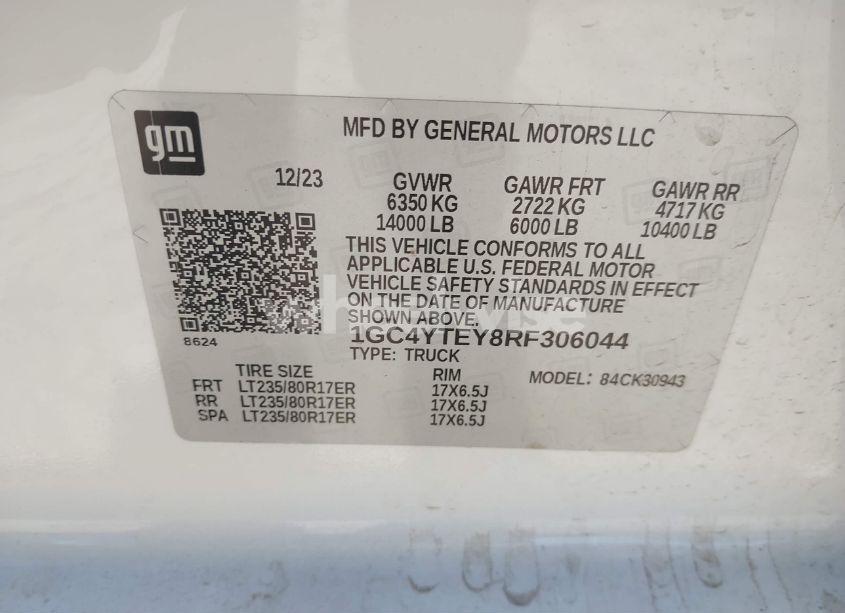 gm
MFD BY GENERAL MOTORS LLC
12/23
GVWR GAWR FRT GAWR RR
6350 KG 2722 KG 4717 KG
14000 LB 6000 LB 10400 LB
THIS VEHICLE CONFORMS TO ALL
APPLICABLE U.S. FEDERAL MOTOR
VEHICLE SAFETY STANDARDS IN EFFECT
ON THE DATE OF MANUFACTURE
SHOWN ABOVE.
8624
1GC4YTEY8RF306044
TYPE: TRUCK
MODEL: 84CK30943
TIRE SIZE RIM
FRT LT235/80R17ER 17X6.5J
RR LT235/80R17ER 17X6.5J
SPA LT235/80R17ER 17X6.5J